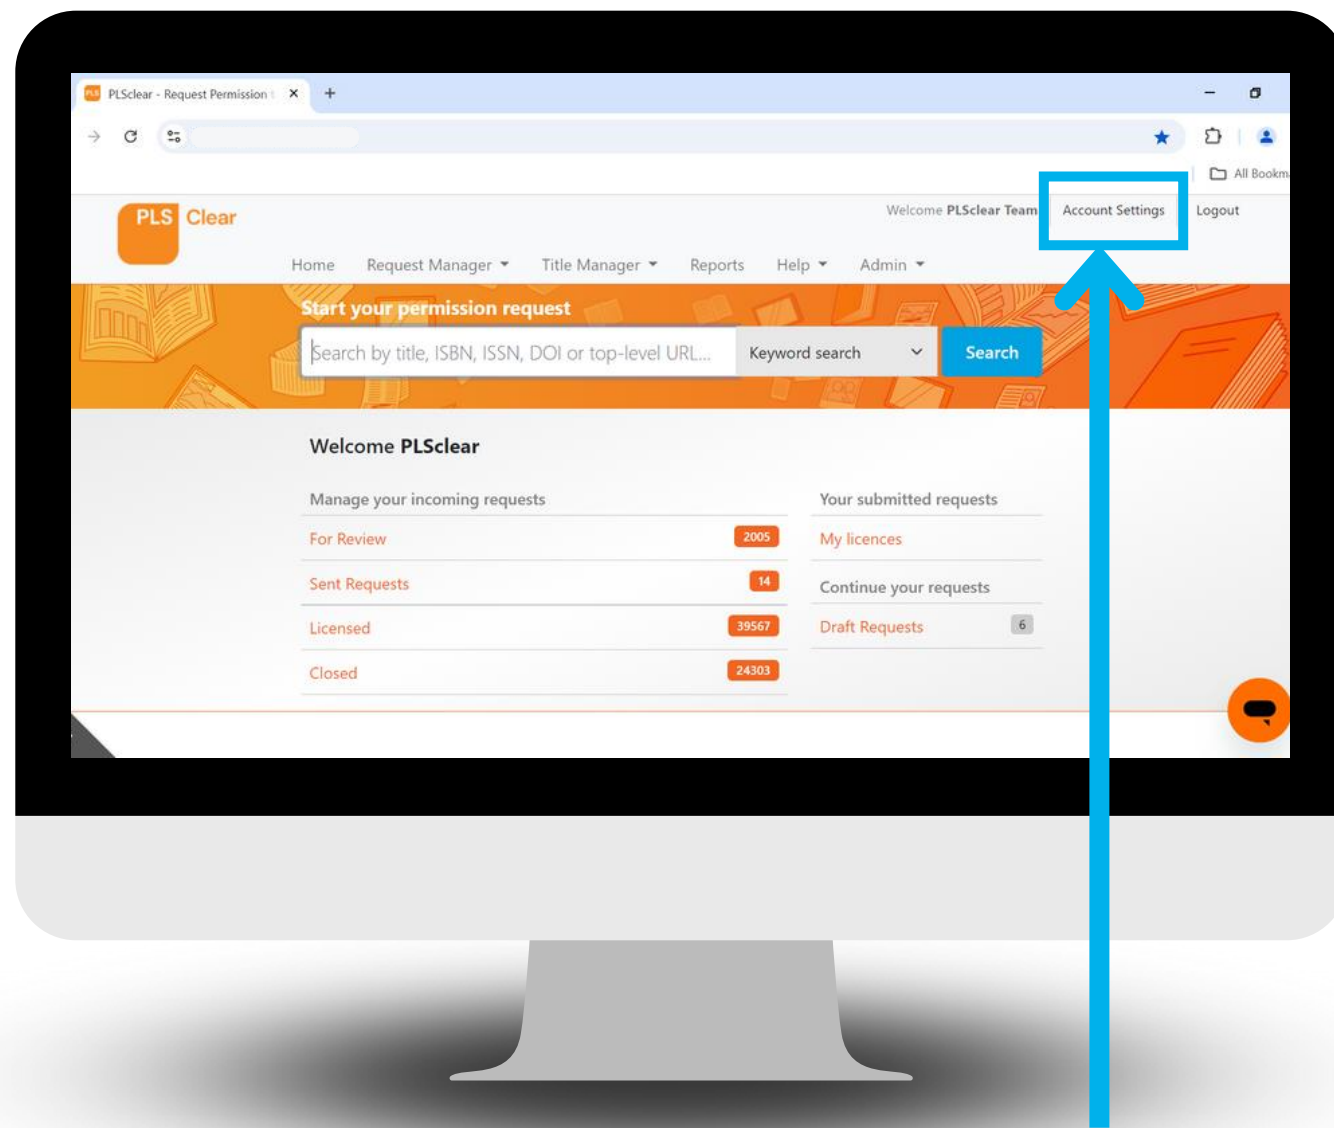 PLS
PLSclear - Request Permission t
All Bookm
PLS Clear
Welcome PLSclear Team
Account Settings
Logout
Home
Request Manager
Title Manager
Reports
Help
Admin
Start your permission request
Search by title, ISBN, ISSN, DOI or top-level URL...
Keyword search
Search
Welcome PLSclear
Manage your incoming requests
For Review 2005
Sent Requests 14
Licensed 39567
Closed 24303
Your submitted requests
My licences
Continue your requests
Draft Requests 6